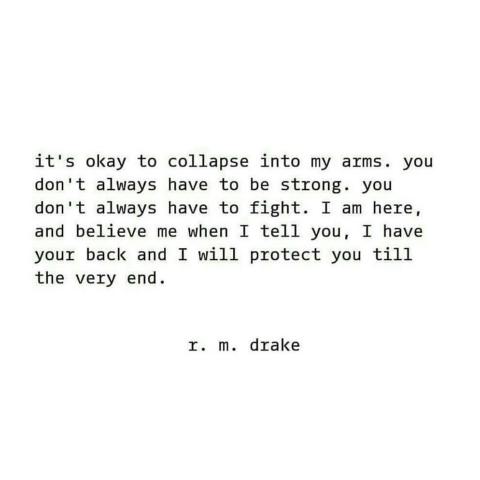 it's okay to collapse into my arms. you
don't always have to be strong. you
don't always have to fight. I am here,
and believe me when I tell you, I have
your back and I will protect you till
the very end.
r. m. drake